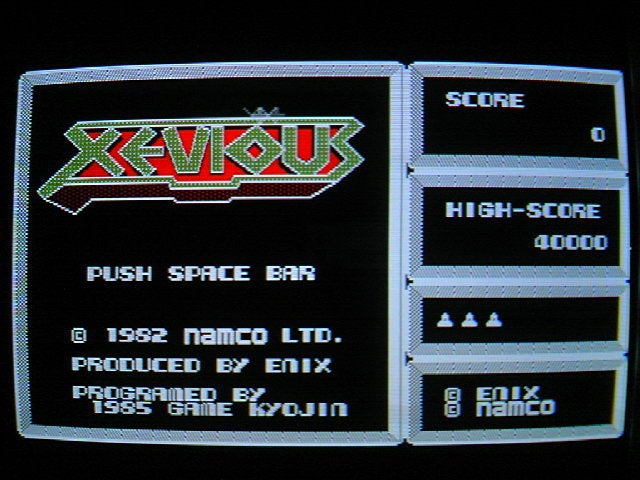 XEVIOUS
PUSH SPACE BAR
© 1982 namco LTD.
PRODUCED BY ENIX
PROGRAMED BY
1985 GAME KYOJIN
SCORE
0
HIGH-SCORE
40000
© ENIX
© namco